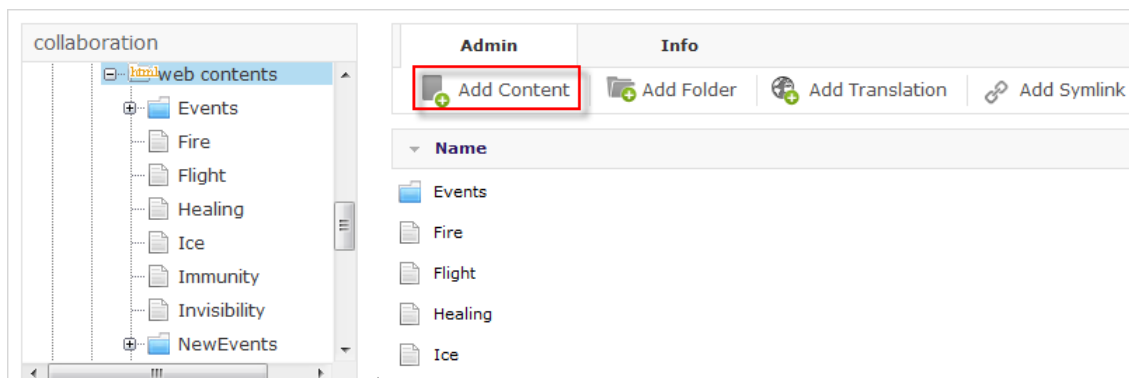 collaboration
html web contents
Events
Fire
Flight
Healing
Ice
Immunity
Invisibility
NewEvents
Admin Info
Add Content Add Folder Add Translation Add Symlink
Name
Events
Fire
Flight
Healing
Ice